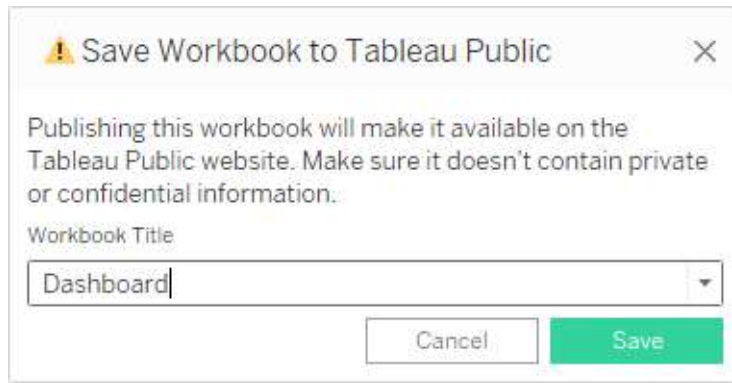 Save Workbook to Tableau Public
Publishing this workbook will make it available on the
Tableau Public website. Make sure it doesn't contain private
or confidential information.
Workbook Title
Dashboard
Cancel Save